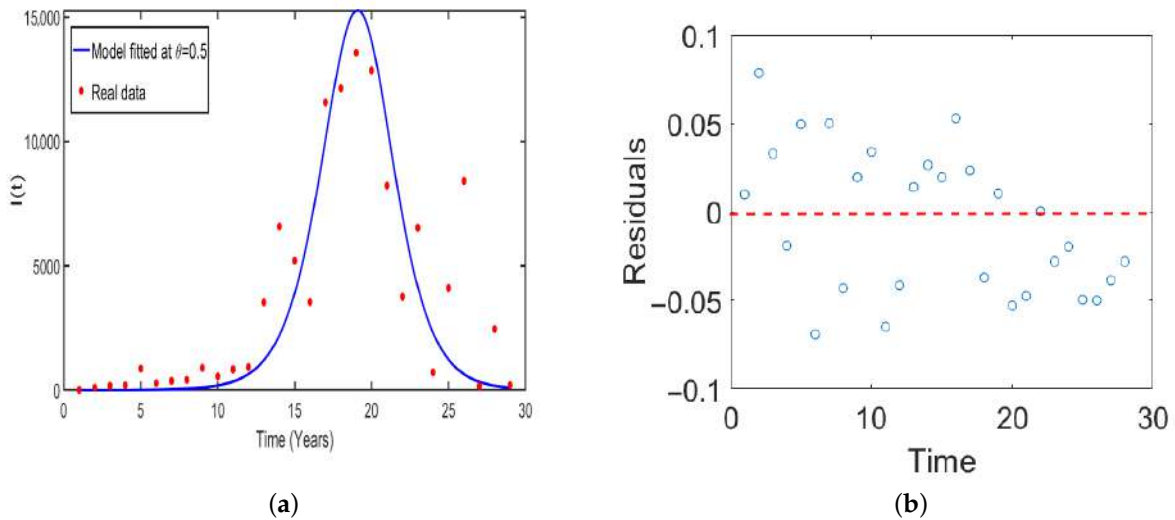 15,000
Model fitted at θ=0.5
Real data
10,000
I(t)
5000
0
0 5 10 15 20 25 30
Time (Years)
(a)
0.1
0.05
Residuals
0
−0.05
−0.1
0 10 20 30
Time
(b)